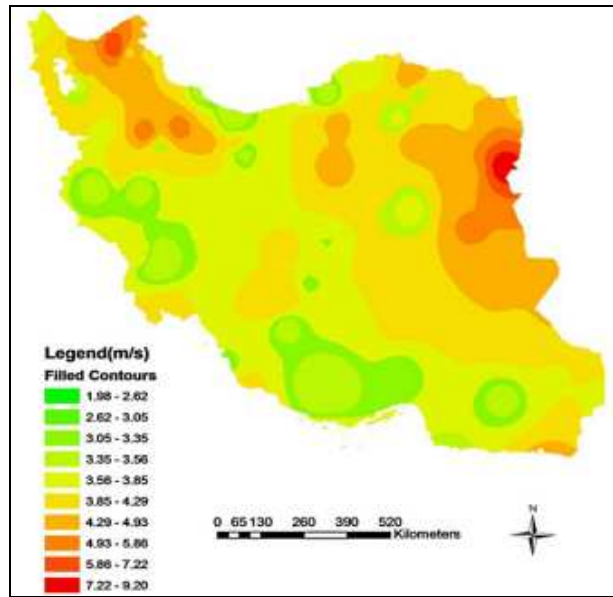 Legend(m/s)
Filled Contours
1.98 - 2.62
2.62 - 3.05
3.05 - 3.35
3.35 - 3.56
3.56 - 3.85
3.85 - 4.29
4.29 - 4.93
4.93 - 5.86
5.86 - 7.22
7.22 - 9.20
0 65 130 260 390 520
Kilometers
N